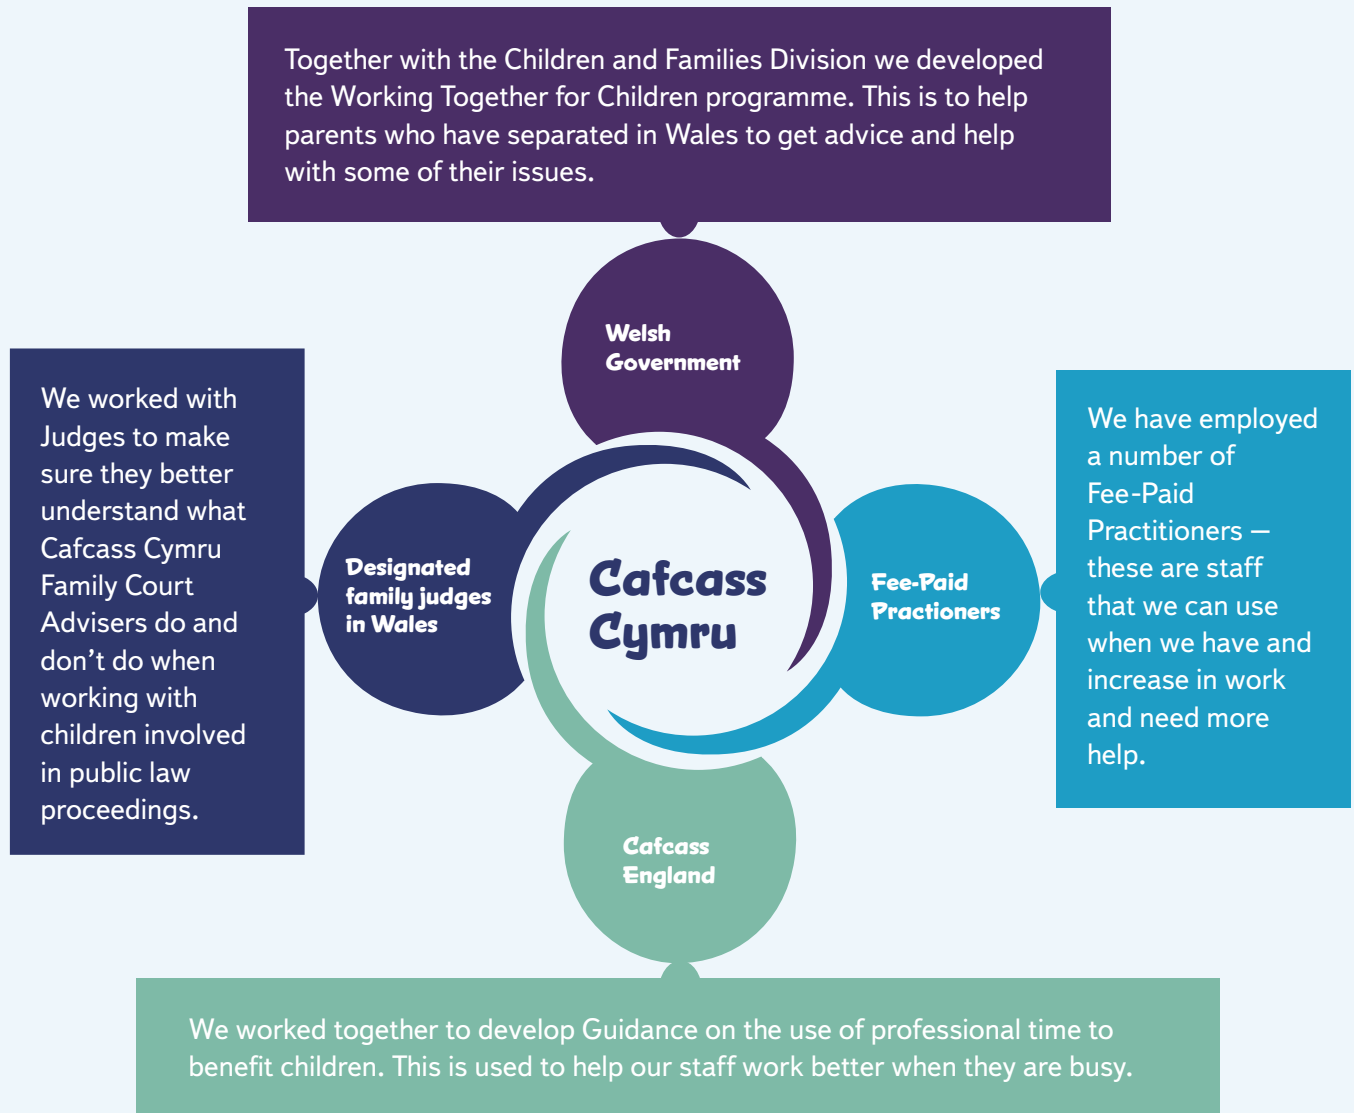 Together with the Children and Families Division we developed
the Working Together for Children programme. This is to help
parents who have separated in Wales to get advice and help
with some of their issues.
Welsh
Government
We worked with
Judges to make
sure they better
understand what
Cafcass Cymru
Family Court
Advisers do and
don’t do when
working with
children involved
in public law
proceedings.
Designated
family judges
in Wales
Cafcass
Cymru
Fee-Paid
Practioners
We have employed
a number of
Fee-Paid
Practitioners –
these are staff
that we can use
when we have and
increase in work
and need more
help.
Cafcass
England
We worked together to develop Guidance on the use of professional time to
benefit children. This is used to help our staff work better when they are busy.